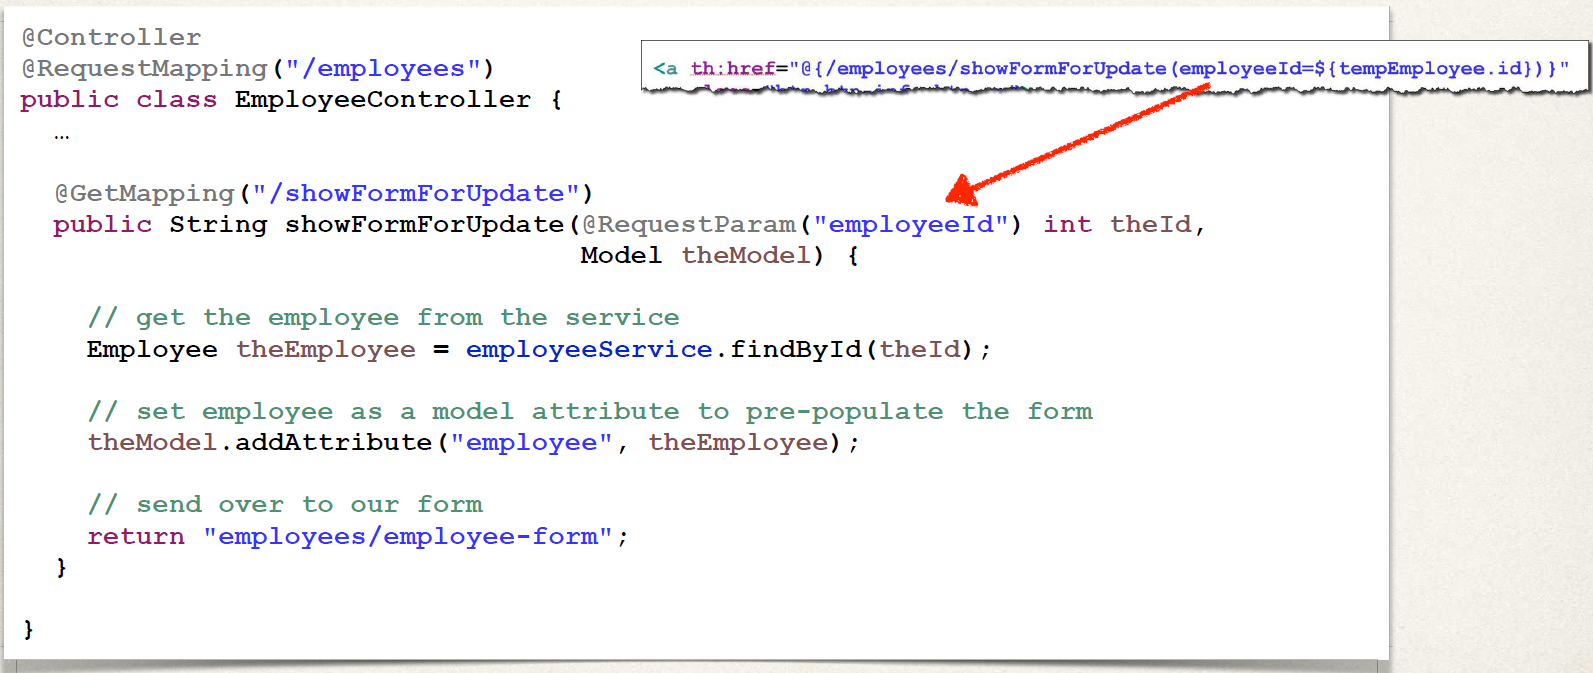 @Controller
@RequestMapping("/employees")
public class EmployeeController {
…
<a th:href="@{/employees/showFormForUpdate(employeeId=${tempEmployee.id})}"
@GetMapping("/showFormForUpdate")
public String showFormForUpdate(@RequestParam("employeeId") int theId,
Model theModel) {
// get the employee from the service
Employee theEmployee = employeeService.findById(theId);
// set employee as a model attribute to pre-populate the form
theModel.addAttribute("employee", theEmployee);
// send over to our form
return "employees/employee-form";
}
}